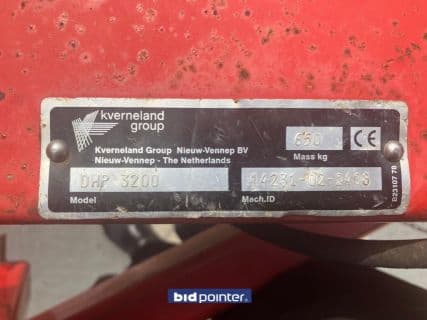 kverneland
group
650
CE
Kverneland Group Nieuw-Vennep BV
Nieuw-Vennep - The Netherlands
Mass kg
DHP 3200
Model
Mach.ID
bidpointer